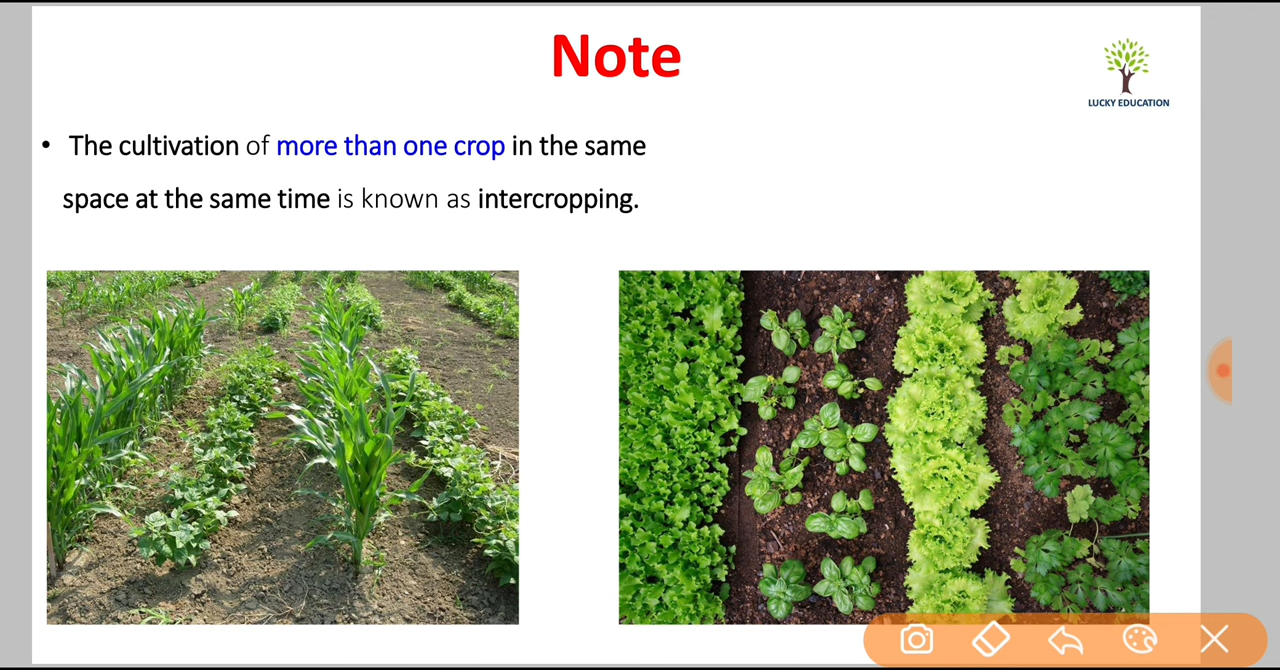 Note
LUCKY EDUCATION
• The cultivation of more than one crop in the same
space at the same time is known as intercropping.